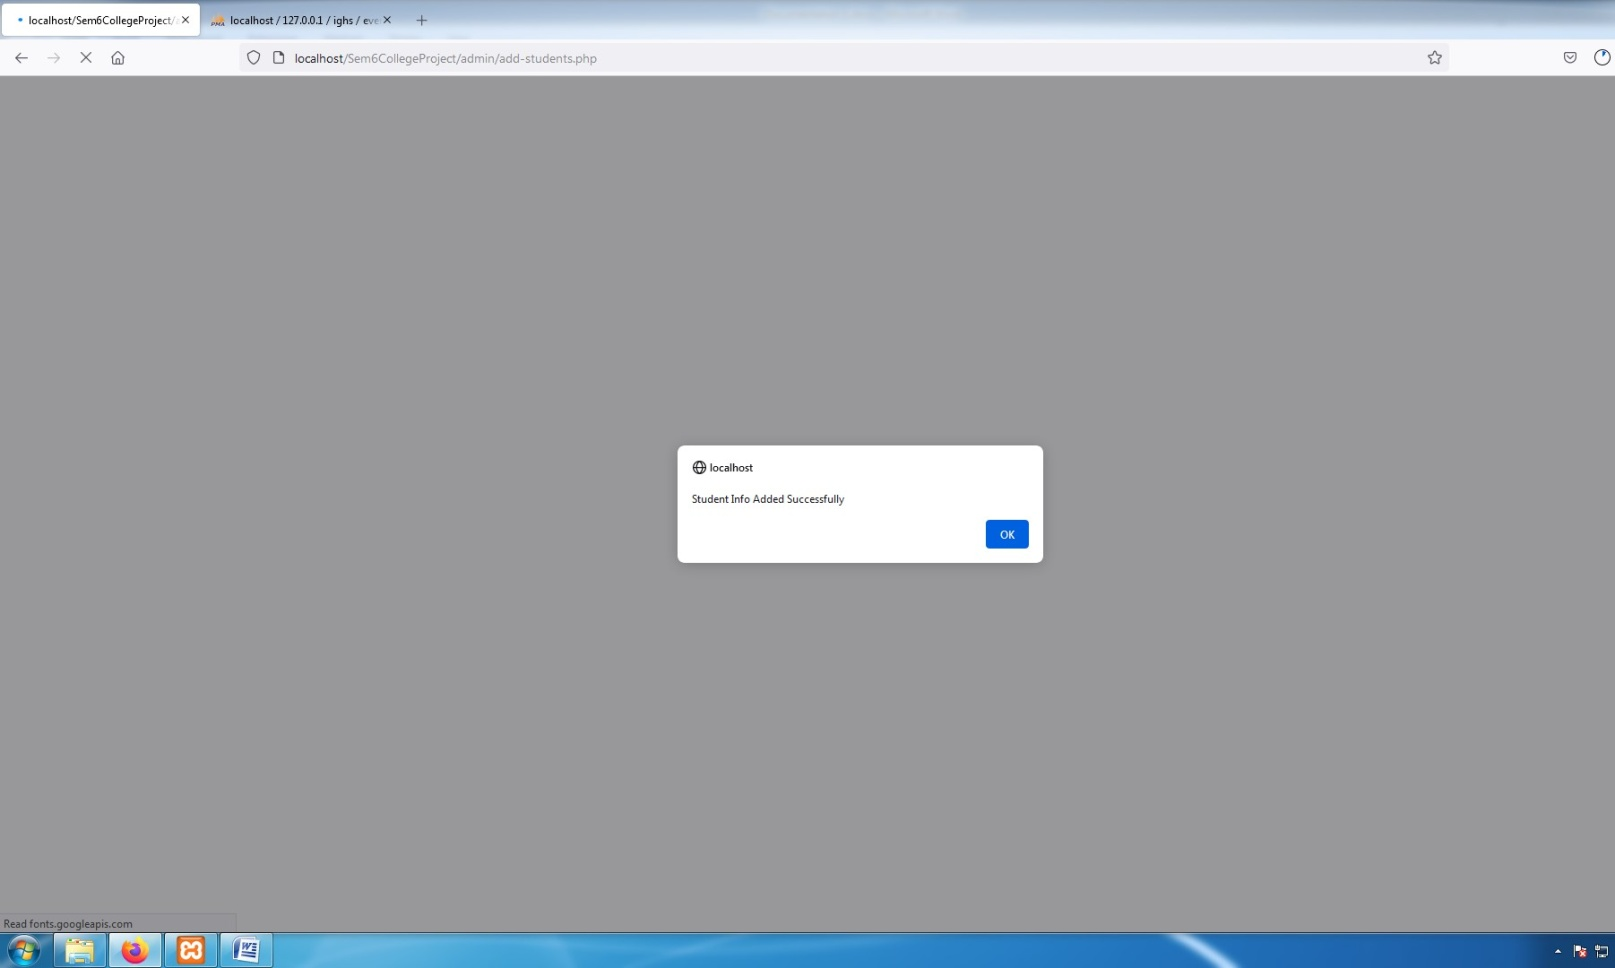 localhost/Sem6CollegeProject/
localhost / 127.0.0.1 / ighs / eve
localhost/Sem6CollegeProject/admin/add-students.php
localhost
Student Info Added Successfully
OK
Read fonts.googleapis.com